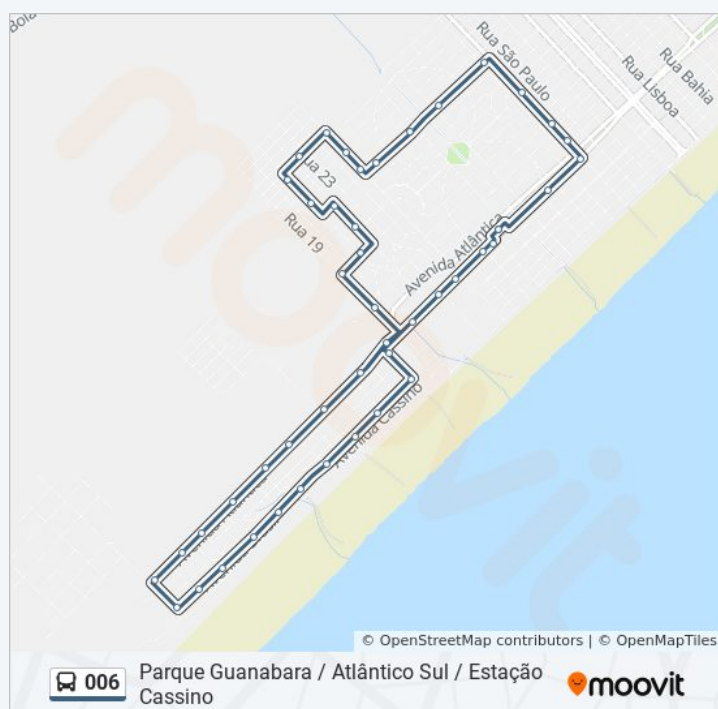 Rua São Paulo
Rua Bahia
Rua Lisboa
Rua 23
Rua 19
Avenida Atlântica
moovit
Avenida Cassino
© OpenStreetMap contributors | © OpenMapTiles
006
Parque Guanabara / Atlântico Sul / Estação
Cassino
moovit